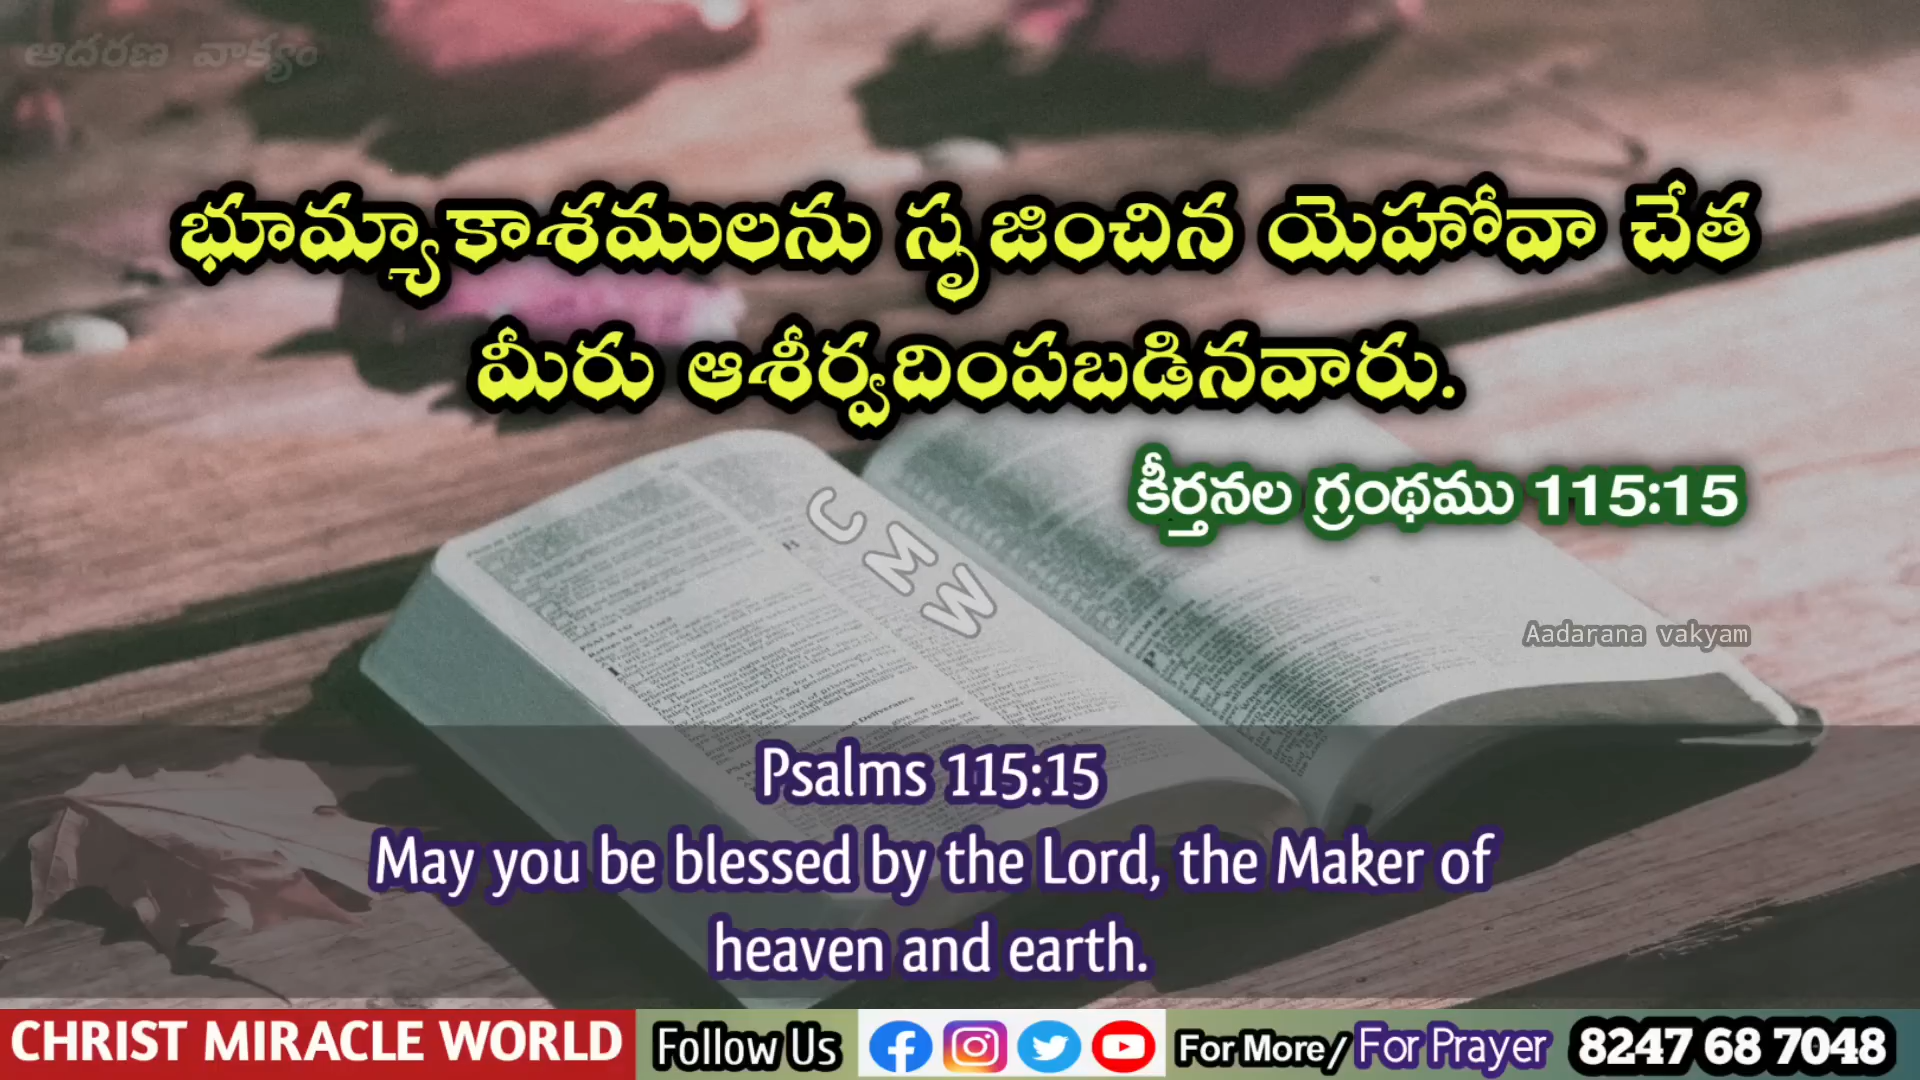 ఆదరణ వాక్యం
భూమ్యాకాశములను సృజించిన యెహోవా చేత
మీరు ఆశీర్వదింపబడినవారు.
కీర్తనల గ్రంథము 115:15
CMW
Aadarana vakyam
Psalms 115:15
May you be blessed by the Lord, the Maker of
heaven and earth.
CHRIST MIRACLE WORLD Follow Us For More/For Prayer 8247 68 7048